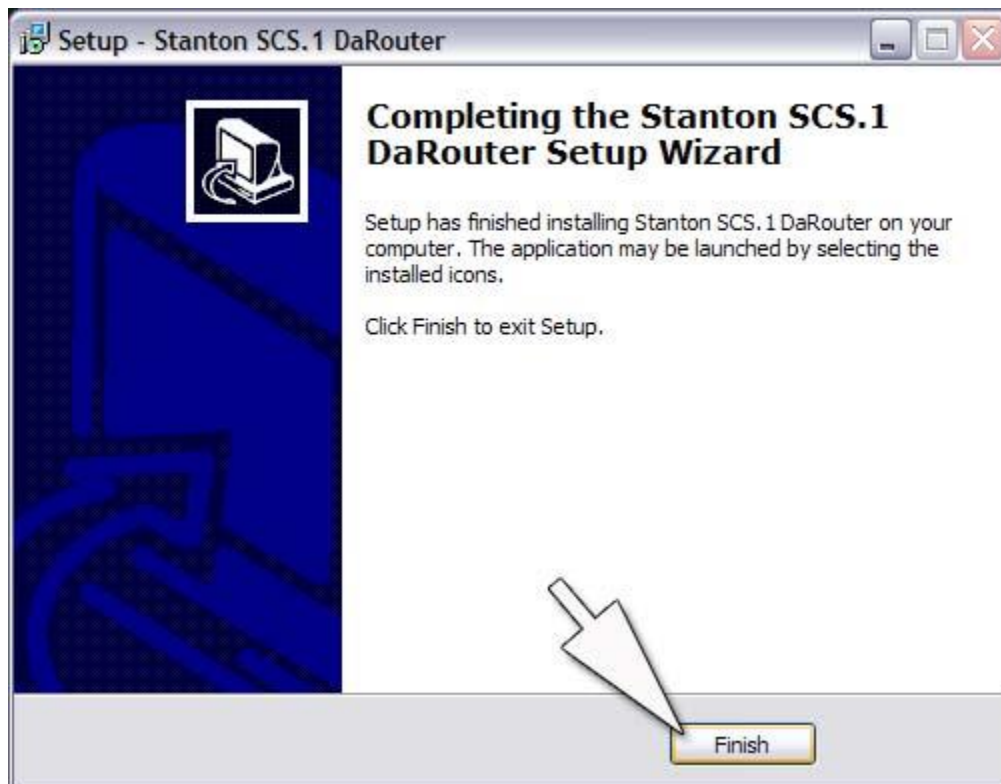 Setup - Stanton SCS.1 DaRouter
Completing the Stanton SCS.1
DaRouter Setup Wizard
Setup has finished installing Stanton SCS.1 DaRouter on your
computer. The application may be launched by selecting the
installed icons.
Click Finish to exit Setup.
Finish